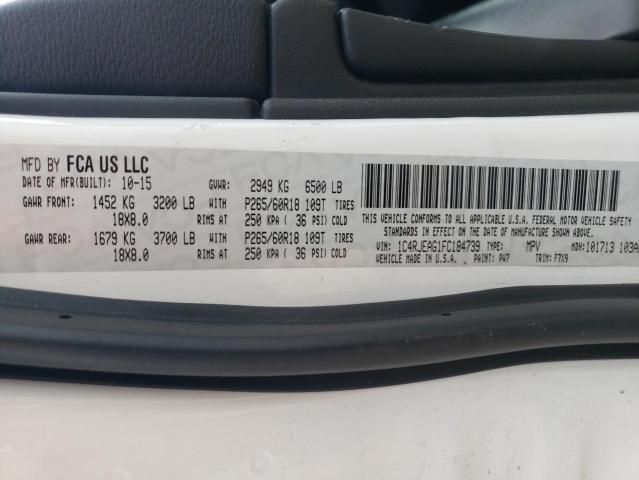 MFD BY FCA US LLC
DATE OF MFR(BUILT): 10-15 GVWR: 2949 KG 6500 LB
GAWR FRONT: 1452 KG 3200 LB WITH P265/60R18 109T TIRES
18X8.0 RIMS AT 250 KPA ( 36 PSI) COLD
GAWR REAR: 1679 KG 3700 LB WITH P265/60R18 109T TIRES
18X8.0 RIMS AT 250 KPA ( 36 PSI) COLD
THIS VEHICLE CONFORMS TO ALL APPLICABLE U.S.A. FEDERAL MOTOR VEHICLE SAFETY
STANDARDS IN EFFECT ON THE DATE OF MANUFACTURE SHOWN ABOVE.
VIN: 1C4RJEAG1FC184739 TYPE: MPV MDH:101713 103A
VEHICLE MADE IN U.S.A. PAINT: PW7 TRIM: F7X9